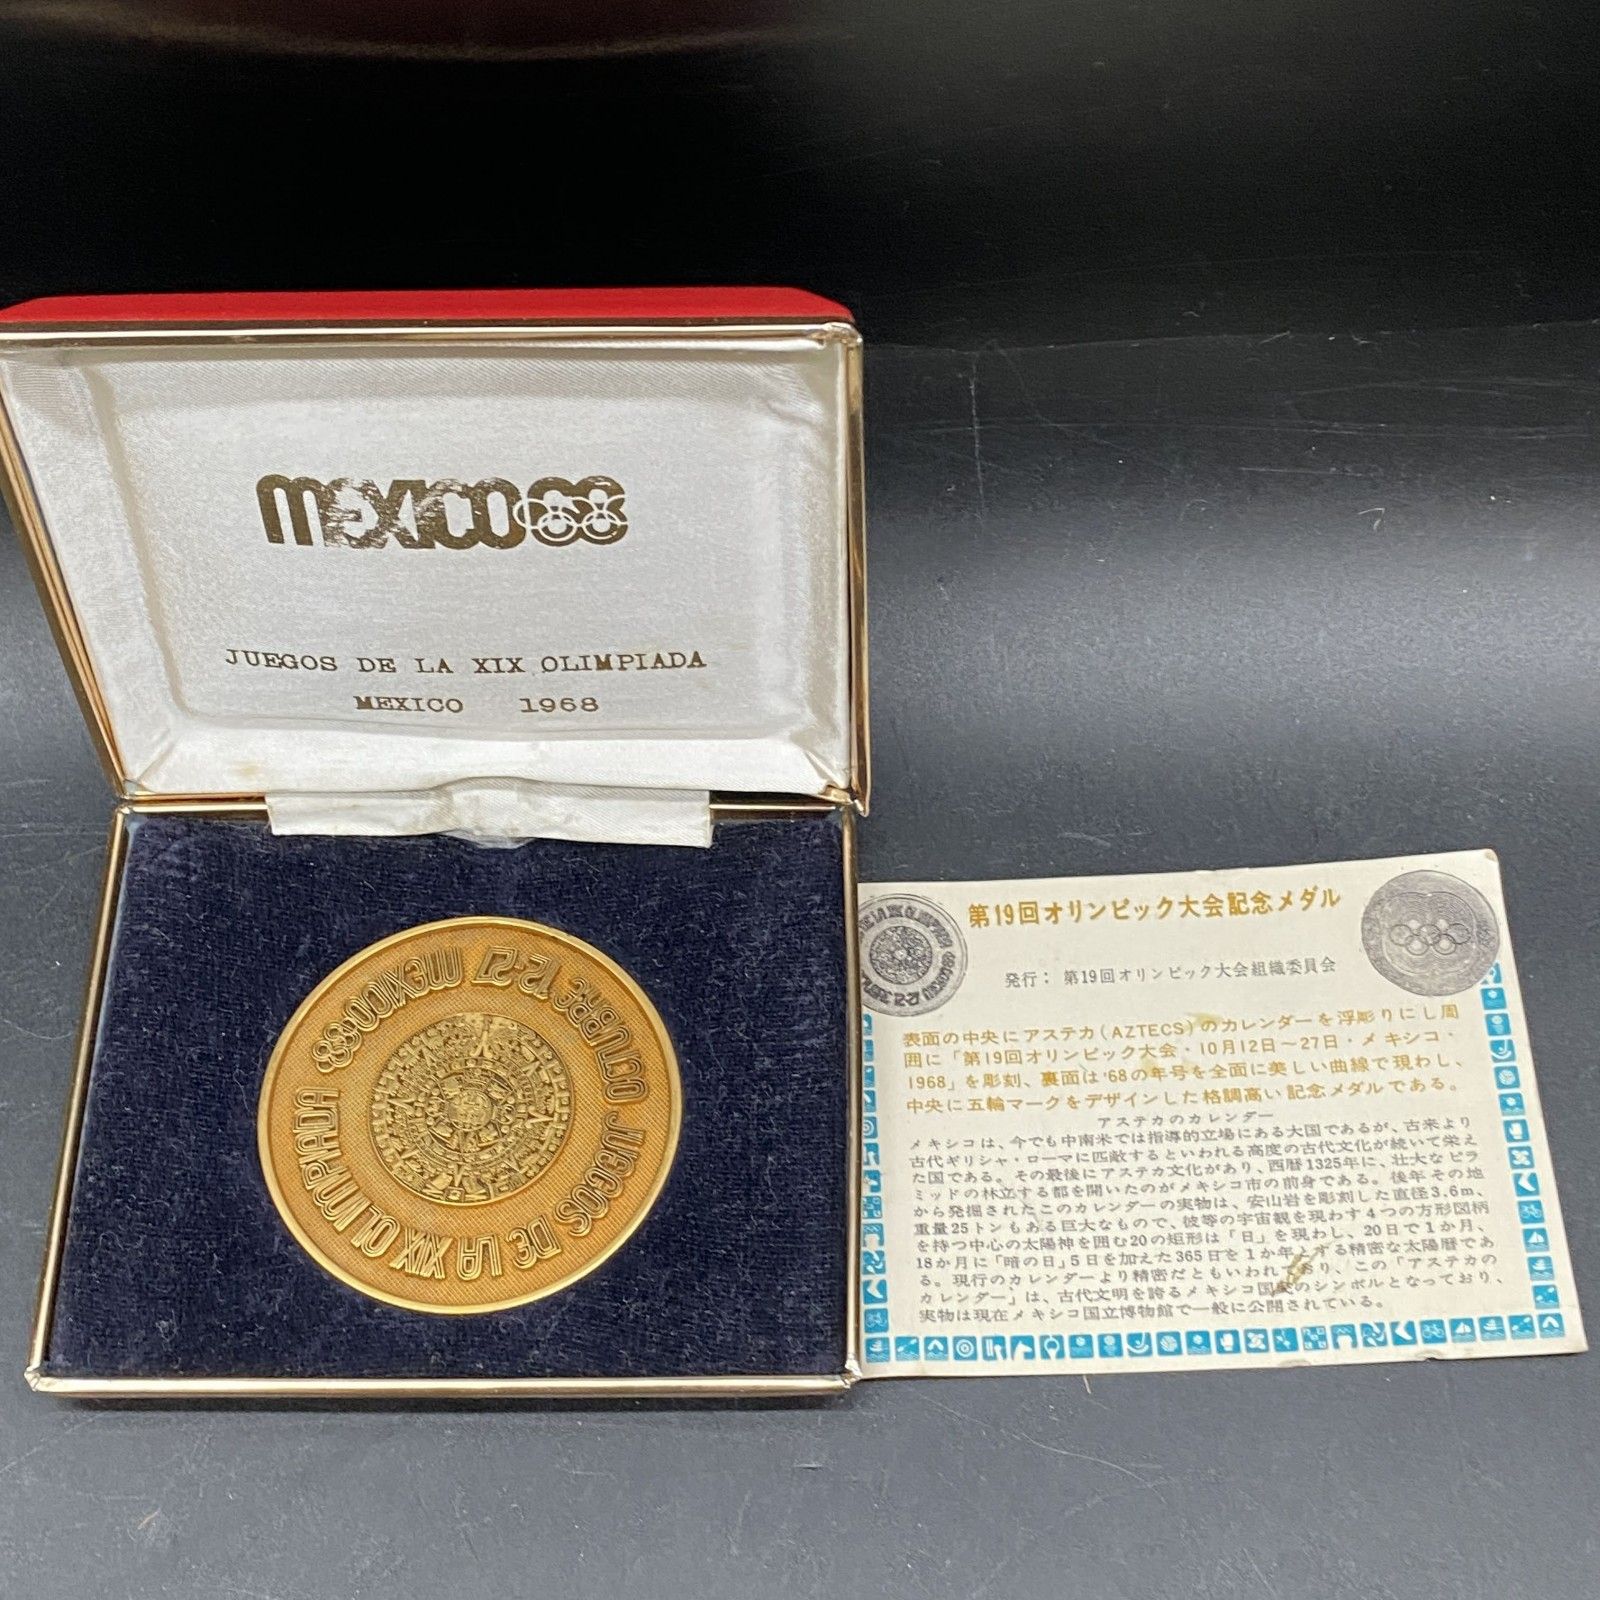 MEXICO68
JUEGOS DE LA XIX OLIMPIADA
MEXICO 1968
JUEGOS DE LA XIX OLIMPIADA MEXICO·68 12-27 OCTUBRE
第19回オリンピック大会記念メダル
発行：第19回オリンピック大会組織委員会
表面の中央にアステカ(AZTECS)のカレンダーを浮彫りにし周
囲に「第19回オリンピック大会・10月12日～27日・メキシコ・
1968」を彫刻、裏面は'68の年号を全面に美しい曲線で現わし、
中央に五輪マークをデザインした格調高い記念メダルである。
アステカのカレンダー
メキシコは、今でも中南米では指導的立場にある大国であるが、古来より
古代ギリシャ・ローマに匹敵するといわれる高度の古代文化が続いて栄え
た国である。その最後にアステカ文化があり、西暦1325年に、壮大なピラ
ミッドの林立する都を開いたのがメキシコ市の前身である。後年その地
から発掘されたこのカレンダーの実物は、安山岩を彫刻した直径3.6m、
重量25トンもある巨大なもので、彼等の宇宙観を現わす4つの方形図柄
を持つ中心の太陽神を囲む20の矩形は「日」を現わし、20日で1か月、
18か月に「暗の日」5日を加えた365日を1か年とする精密な太陽暦であ
る。現行のカレンダーより精密だともいわれており、この「アステカの
カレンダー」は、古代文明を誇るメキシコ国のシンボルとなっており、
実物は現在メキシコ国立博物館で一般に公開されている。